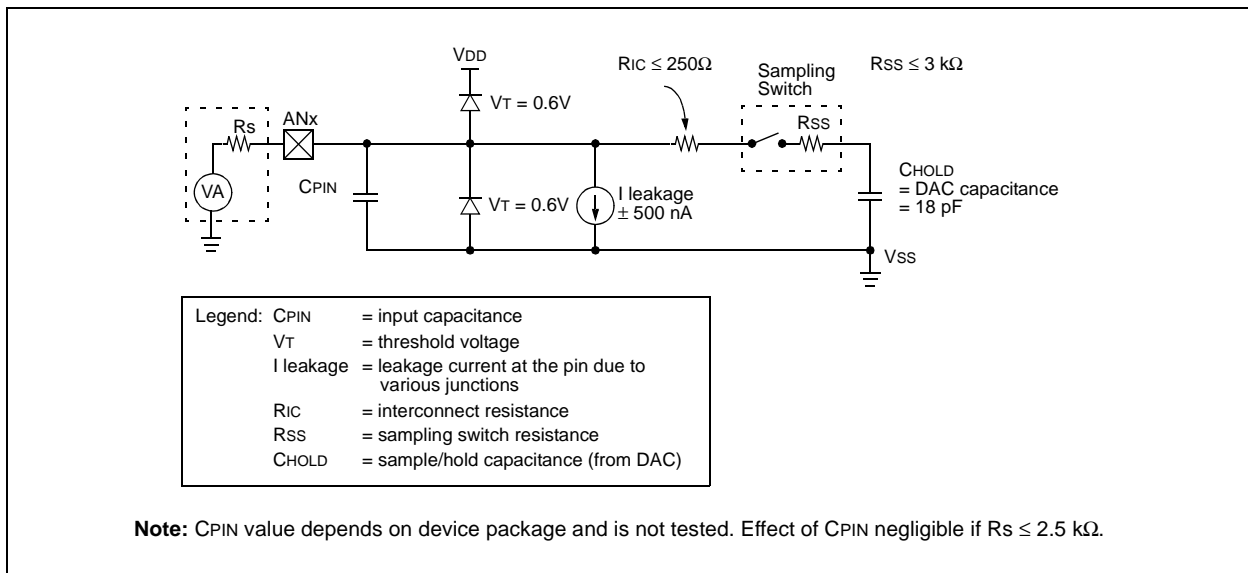 VDD
RIC ≤ 250Ω
Sampling
Switch
RSS ≤ 3 kΩ
VT = 0.6V
Rs
ANx
RSS
VA
CPIN
VT = 0.6V
I leakage
± 500 nA
CHOLD
= DAC capacitance
= 18 pF
VSS
Legend: CPIN = input capacitance
VT = threshold voltage
I leakage = leakage current at the pin due to
various junctions
RIC = interconnect resistance
RSS = sampling switch resistance
CHOLD = sample/hold capacitance (from DAC)
Note: CPIN value depends on device package and is not tested. Effect of CPIN negligible if Rs ≤ 2.5 kΩ.